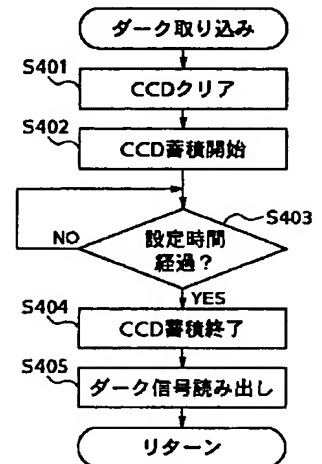 ダーク取り込み
S401
CCDクリア
S402
CCD蓄積開始
S403
設定時間
経過？
NO
YES
S404
CCD蓄積終了
S405
ダーク信号読み出し
リターン